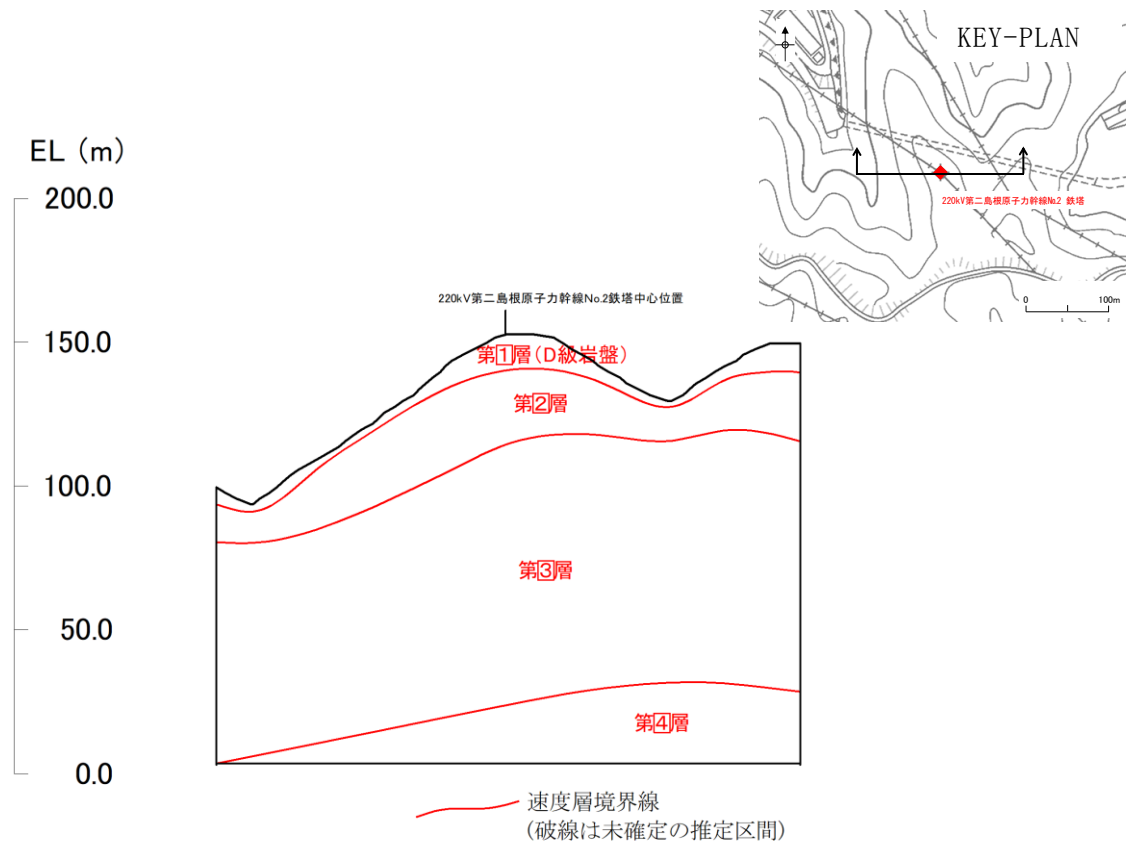 KEY-PLAN
220kV第二島根原子力幹線No.2 鉄塔
0 100m
EL (m)
200.0
150.0
100.0
50.0
0.0
220kV第二島根原子力幹線No.2鉄塔中心位置
第1層(D級岩盤)
第2層
第3層
第4層
速度層境界線
(破線は未確定の推定区間)